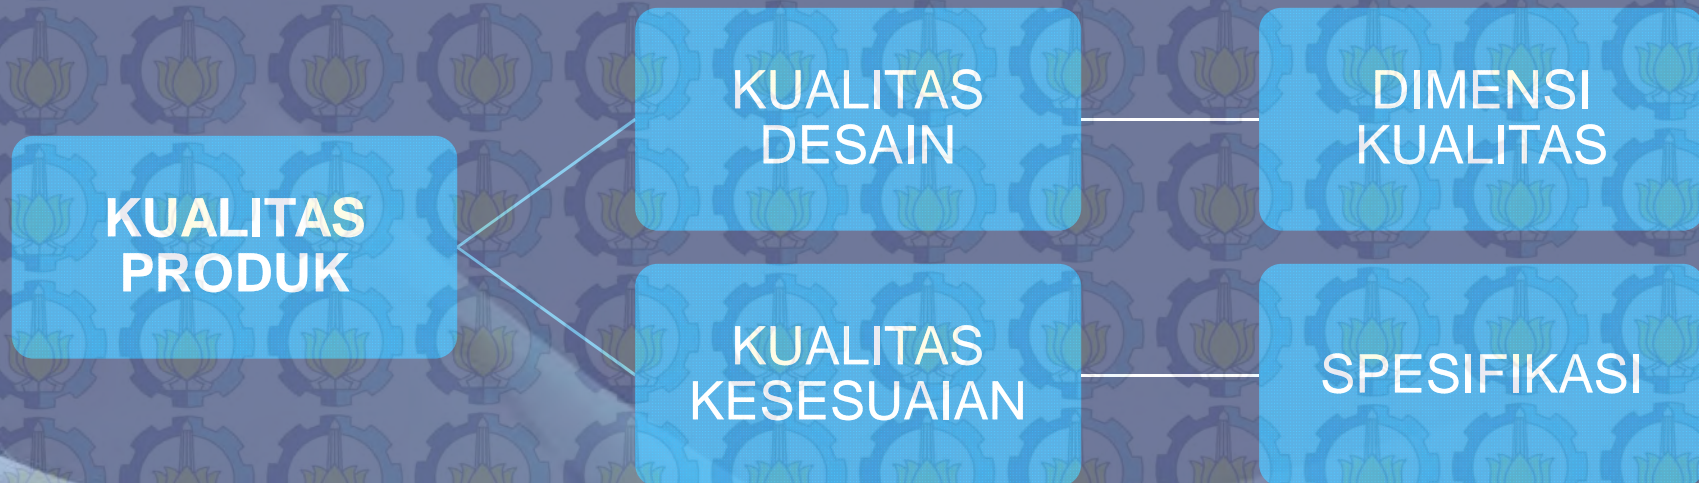 KUALITAS
PRODUK
KUALITAS
DESAIN
DIMENSI
KUALITAS
KUALITAS
KESESUAIAN
SPESIFIKASI